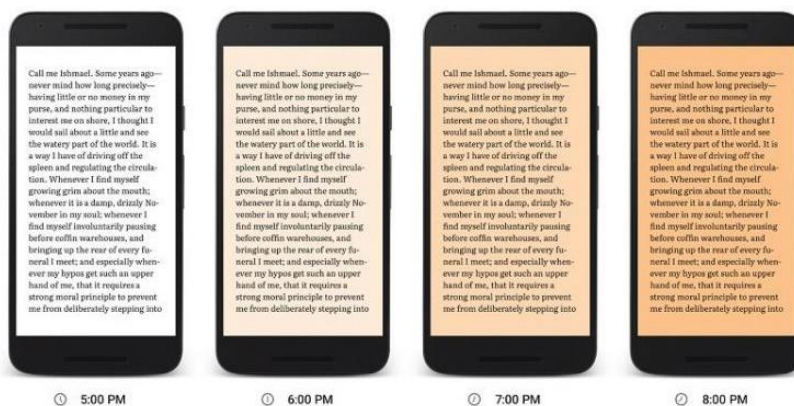 Call me Ishmael. Some years ago—
never mind how long precisely—
having little or no money in my
purse, and nothing particular to
interest me on shore, I thought I
would sail about a little and see
the watery part of the world. It is
a way I have of driving off the
spleen and regulating the circula-
tion. Whenever I find myself
growing grim about the mouth;
whenever it is a damp, drizzly No-
vember in my soul; whenever I
find myself involuntarily pausing
before coffin warehouses, and
bringing up the rear of every fu-
neral I meet; and especially when-
ever my hypos get such an upper
hand of me, that it requires a
strong moral principle to prevent
me from deliberately stepping into
5:00 PM
Call me Ishmael. Some years ago—
never mind how long precisely—
having little or no money in my
purse, and nothing particular to
interest me on shore, I thought I
would sail about a little and see
the watery part of the world. It is
a way I have of driving off the
spleen and regulating the circula-
tion. Whenever I find myself
growing grim about the mouth;
whenever it is a damp, drizzly No-
vember in my soul; whenever I
find myself involuntarily pausing
before coffin warehouses, and
bringing up the rear of every fu-
neral I meet; and especially when-
ever my hypos get such an upper
hand of me, that it requires a
strong moral principle to prevent
me from deliberately stepping into
6:00 PM
Call me Ishmael. Some years ago—
never mind how long precisely—
having little or no money in my
purse, and nothing particular to
interest me on shore, I thought I
would sail about a little and see
the watery part of the world. It is
a way I have of driving off the
spleen and regulating the circula-
tion. Whenever I find myself
growing grim about the mouth;
whenever it is a damp, drizzly No-
vember in my soul; whenever I
find myself involuntarily pausing
before coffin warehouses, and
bringing up the rear of every fu-
neral I meet; and especially when-
ever my hypos get such an upper
hand of me, that it requires a
strong moral principle to prevent
me from deliberately stepping into
7:00 PM
Call me Ishmael. Some years ago—
never mind how long precisely—
having little or no money in my
purse, and nothing particular to
interest me on shore, I thought I
would sail about a little and see
the watery part of the world. It is
a way I have of driving off the
spleen and regulating the circula-
tion. Whenever I find myself
growing grim about the mouth;
whenever it is a damp, drizzly No-
vember in my soul; whenever I
find myself involuntarily pausing
before coffin warehouses, and
bringing up the rear of every fu-
neral I meet; and especially when-
ever my hypos get such an upper
hand of me, that it requires a
strong moral principle to prevent
me from deliberately stepping into
8:00 PM